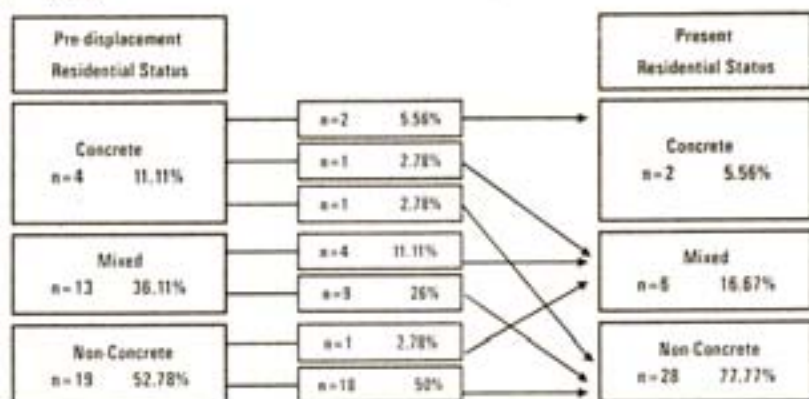 Pre-displacement
Residential Status
Present
Residential Status
Concrete
n=4 11.11%
n=2 5.56%
n=1 2.78%
n=1 2.78%
Concrete
n=2 5.56%
Mixed
n=13 36.11%
n=4 11.11%
n=9 26%
Mixed
n=6 16.67%
Non-Concrete
n=19 52.78%
n=1 2.78%
n=18 50%
Non Concrete
n=28 77.77%